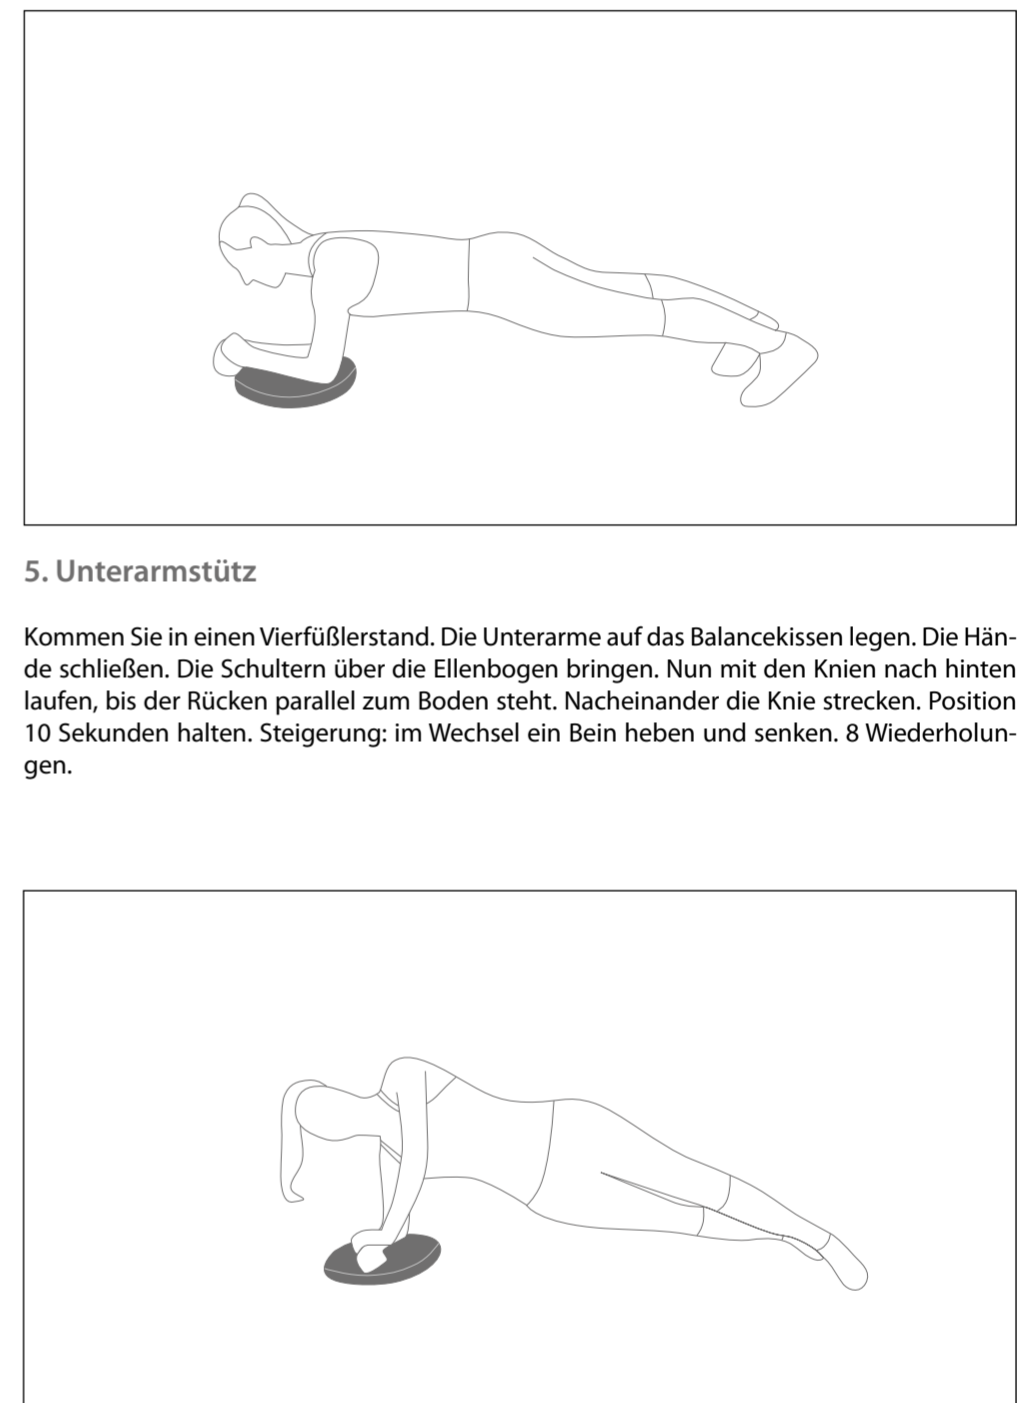 5. Unterarmstütz
Kommen Sie in einen Vierfüßlerstand. Die Unterarme auf das Balancekissen legen. Die Hän-
de schließen. Die Schultern über die Ellenbogen bringen. Nun mit den Knien nach hinten
laufen, bis der Rücken parallel zum Boden steht. Nacheinander die Knie strecken. Position
10 Sekunden halten. Steigerung: im Wechsel ein Bein heben und senken. 8 Wiederholun-
gen.